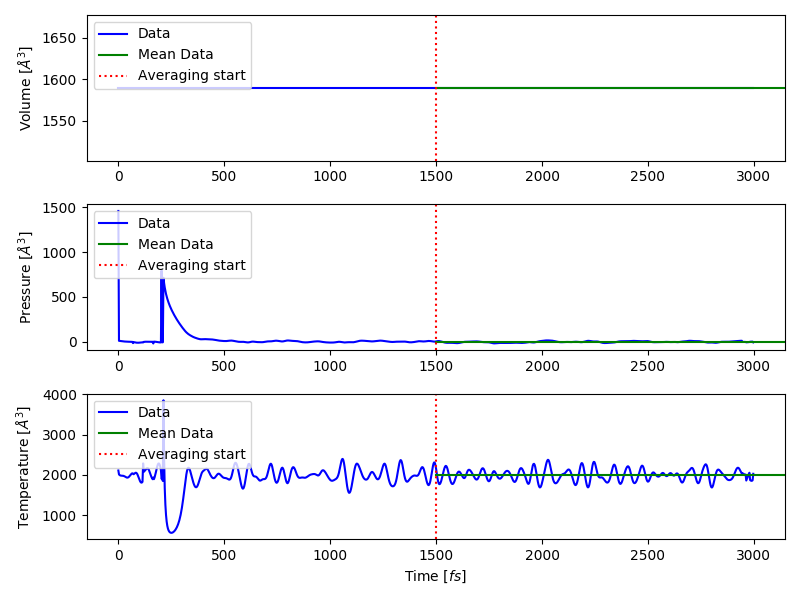 Volume [Å³]
1650
1600
1550
Data
Mean Data
Averaging start
0 500 1000 1500 2000 2500 3000
Pressure [Å³]
1500
1000
500
0
Data
Mean Data
Averaging start
0 500 1000 1500 2000 2500 3000
Temperature [Å³]
4000
3000
2000
1000
Data
Mean Data
Averaging start
0 500 1000 1500 2000 2500 3000
Time [fs]